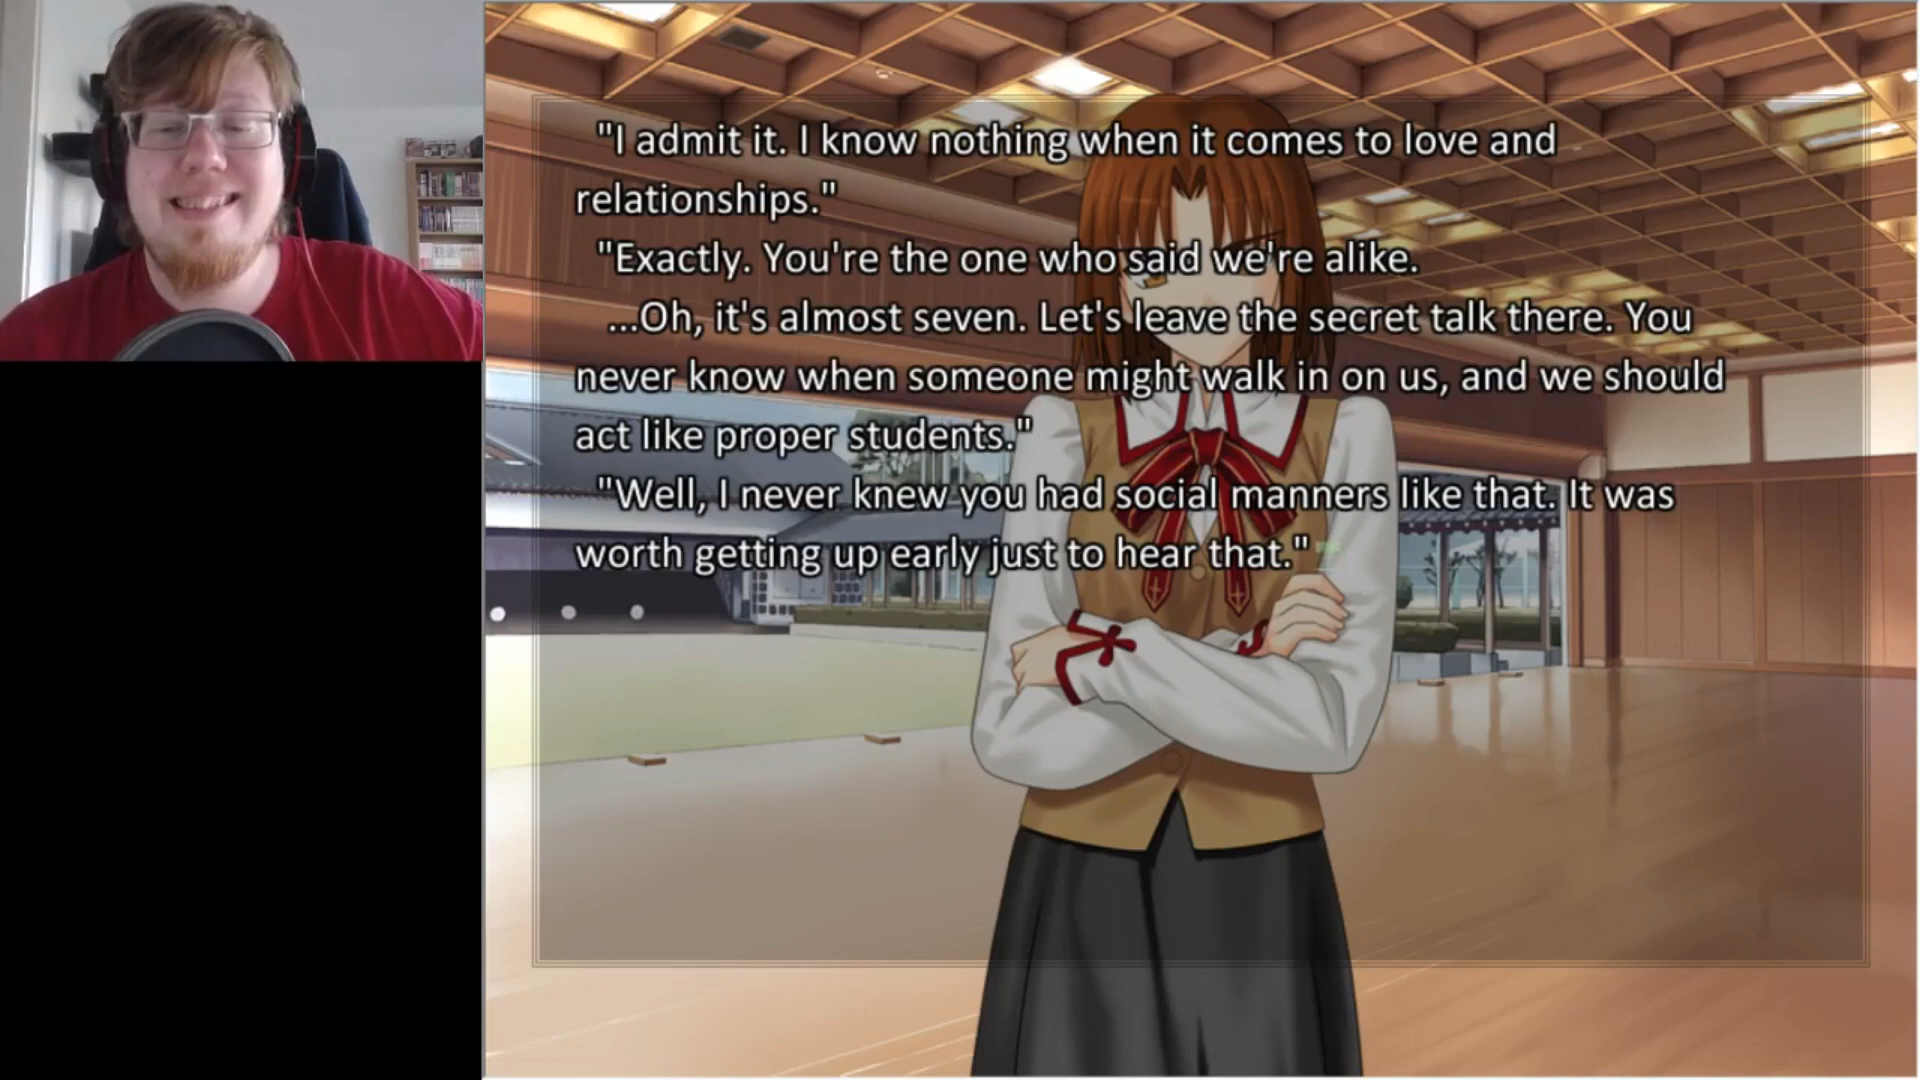 "I admit it. I know nothing when it comes to love and
relationships."
"Exactly. You're the one who said we're alike.
...Oh, it's almost seven. Let's leave the secret talk there. You
never know when someone might walk in on us, and we should
act like proper students."
"Well, I never knew you had social manners like that. It was
worth getting up early just to hear that."